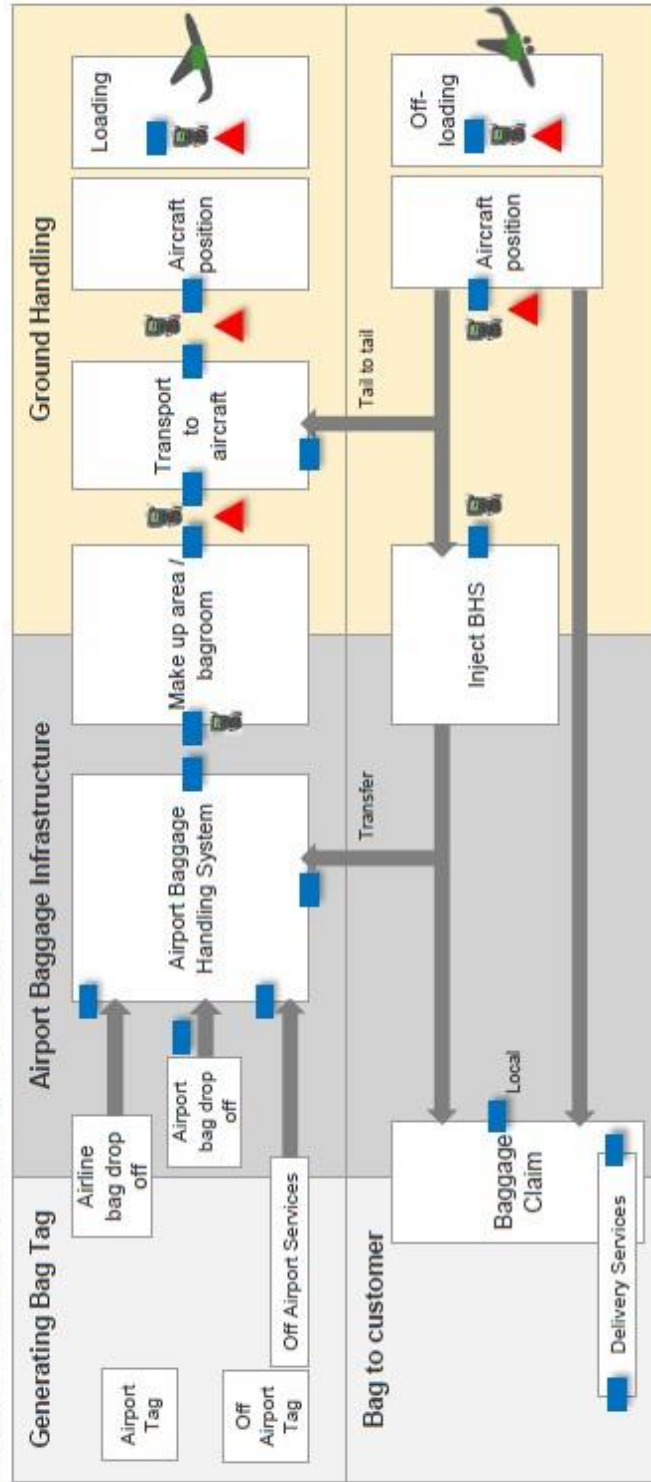 Generating Bag Tag
Airport Baggage Infrastructure
Ground Handling
Airport
Tag
Off
Airport
Tag
Airline
bag drop
off
Airport
bag drop
off
Off Airport Services
Airport Baggage
Handling System
Make up area /
bagroom
Transport
to
aircraft
Aircraft
position
Loading
Transfer
Tail to tail
Bag to customer
Delivery Services
Baggage
Claim
Local
Inject BHS
Aircraft
position
Off-
loading